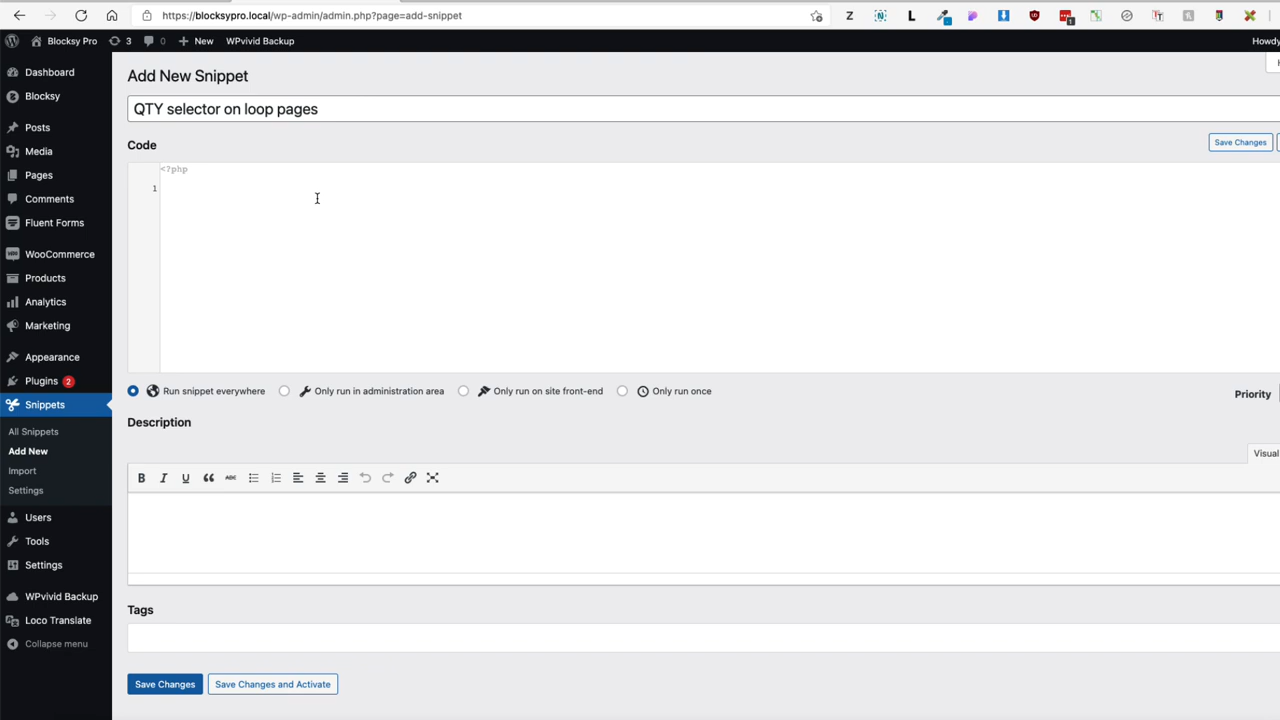 https://blocksypro.local/wp-admin/admin.php?page=add-snippet
Blocksy Pro
3
0
New
WPvivid Backup
Howdy
Dashboard
Blocksy
Posts
Media
Pages
Comments
Fluent Forms
WooCommerce
Products
Analytics
Marketing
Appearance
Plugins 2
Snippets
All Snippets
Add New
Import
Settings
Users
Tools
Settings
WPvivid Backup
Loco Translate
Collapse menu
Add New Snippet
QTY selector on loop pages
Code
Save Changes
<?php
1
Run snippet everywhere
Only run in administration area
Only run on site front-end
Only run once
Priority
Description
Visual
B I U ABC
Tags
Save Changes
Save Changes and Activate